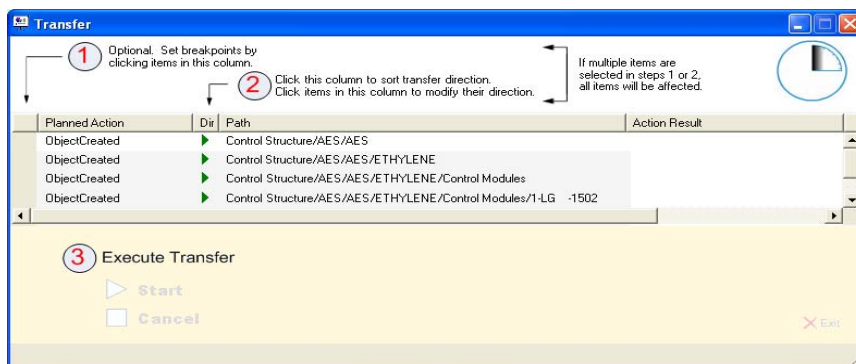 Transfer
1 Optional. Set breakpoints by
clicking items in this column.
2 Click this column to sort transfer direction.
Click items in this column to modify their direction.
If multiple items are
selected in steps 1 or 2,
all items will be affected.
Planned Action Dir Path Action Result
ObjectCreated Control Structure/AES/AES
ObjectCreated Control Structure/AES/AES/ETHYLENE
ObjectCreated Control Structure/AES/AES/ETHYLENE/Control Modules
ObjectCreated Control Structure/AES/AES/ETHYLENE/Control Modules/1-LG -1502
3 Execute Transfer
Start
Cancel
Exit